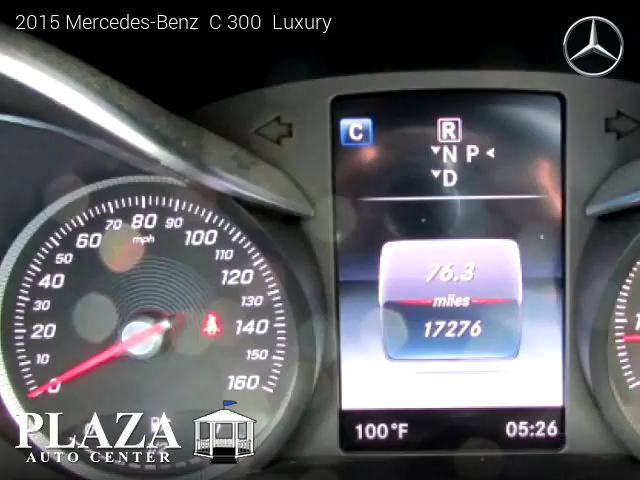 2015 Mercedes-Benz C 300 Luxury
C
R
N P
D
0
10
20
30
40
50
60
70
80
90
100
110
120
130
140
150
160
mph
76.3
miles
17276
100°F
05:26
PLAZA
AUTO CENTER